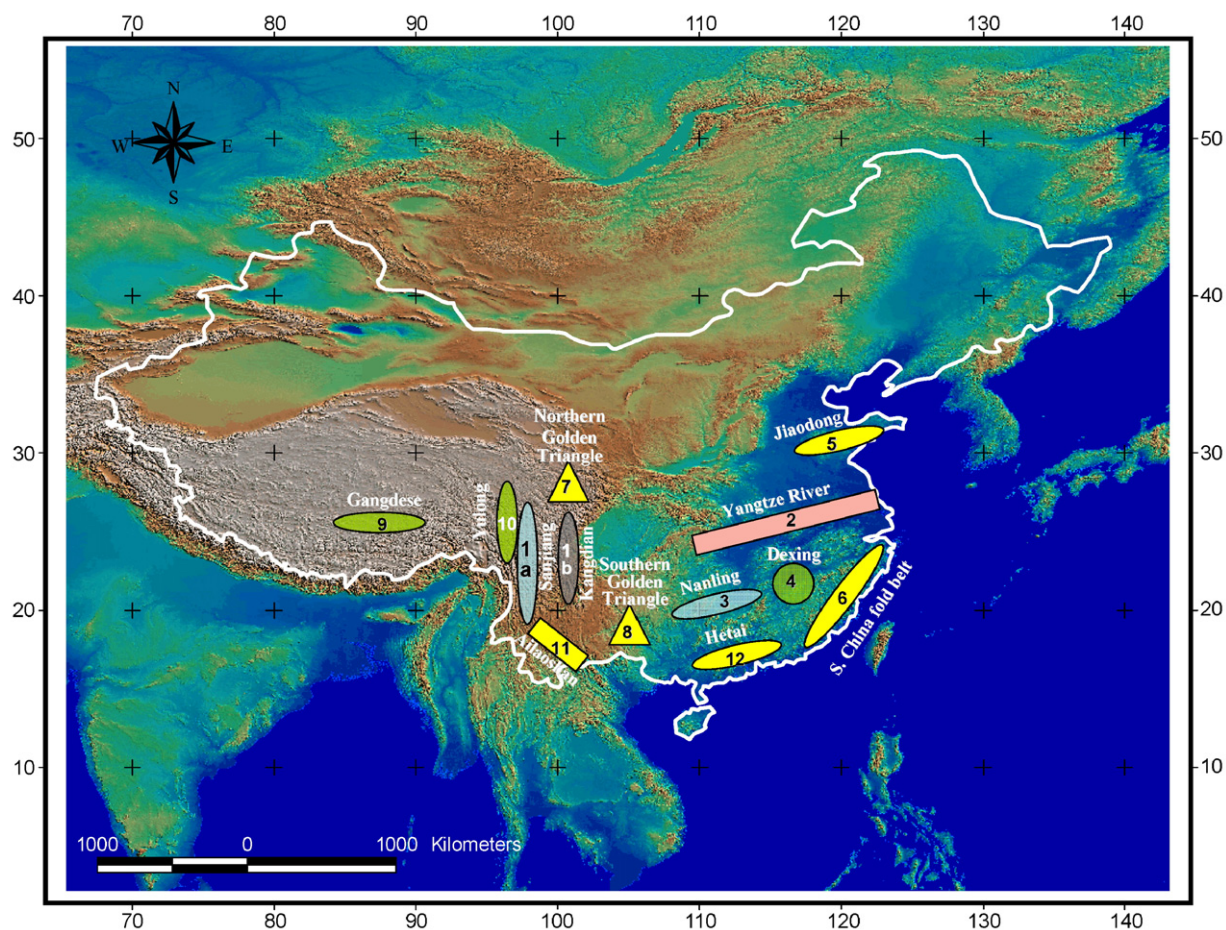 70 80 90 100 110 120 130 140
N
W E
S
50 50
40 40
30 30
20 20
10 10
Northern
Golden
Triangle
7
Jiaodong
5
Gangdese
9
Yulong
10
1
a
Sanjiang
1
b
Kangdian
Yangtze River
2
Dexing
4
Southern
Golden
Triangle
8
Nanling
3
6
S. China fold belt
Hetai
12
11
Ailaoshan
1000 0 1000 Kilometers
70 80 90 100 110 120 130 140